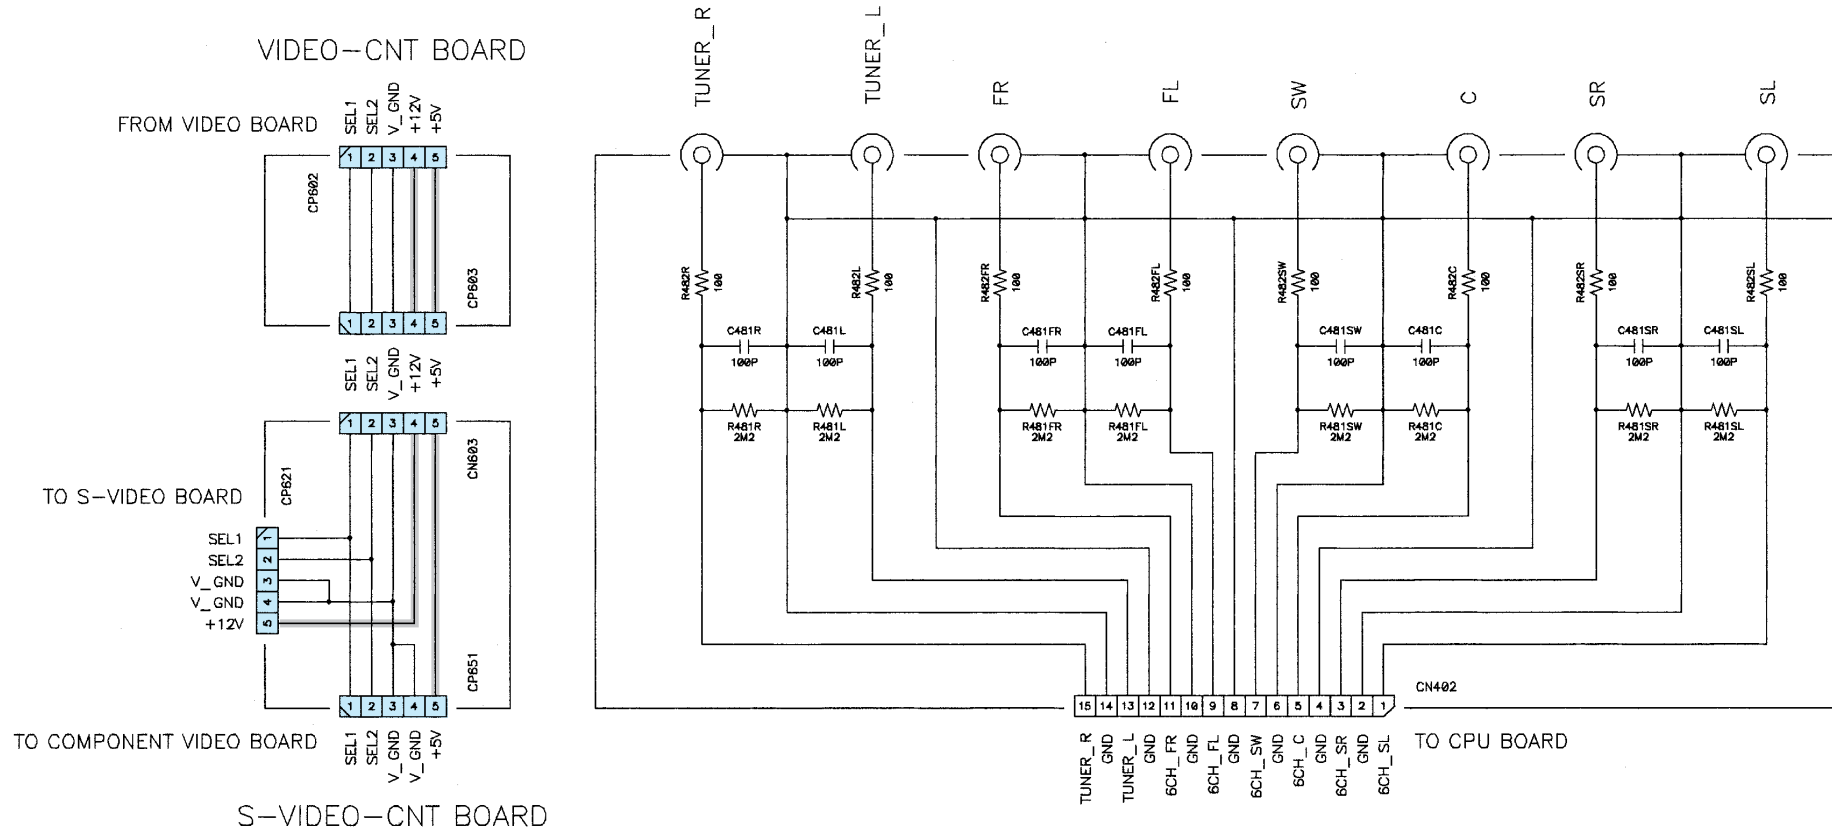 VIDEO-CNT BOARD
FROM VIDEO BOARD
SEL1
SEL2
V_GND
+12V
+5V
1 2 3 4 5
CP602
CP603
1 2 3 4 5
SEL1
SEL2
V_GND
+12V
+5V
1 2 3 4 5
CN603
CP621
TO S-VIDEO BOARD
SEL1 1
SEL2 2
V_GND 3
V_GND 4
+12V 5
CP651
1 2 3 4 5
TO COMPONENT VIDEO BOARD
SEL1
SEL2
V_GND
V_GND
+5V
S-VIDEO-CNT BOARD
TUNER_R
TUNER_L
FR
FL
SW
C
SR
SL
R482R
100
R482L
100
R482FR
100
R482FL
100
R482SW
100
R482C
100
R482SR
100
R482SL
100
C481R
100P
C481L
100P
C481FR
100P
C481FL
100P
C481SW
100P
C481C
100P
C481SR
100P
C481SL
100P
R481R
2M2
R481L
2M2
R481FR
2M2
R481FL
2M2
R481SW
2M2
R481C
2M2
R481SR
2M2
R481SL
2M2
CN402
15 14 13 12 11 10 9 8 7 6 5 4 3 2 1
TUNER_R
GND
TUNER_L
GND
6CH_FR
GND
6CH_FL
GND
6CH_SW
GND
6CH_C
GND
6CH_SR
GND
6CH_SL
TO CPU BOARD